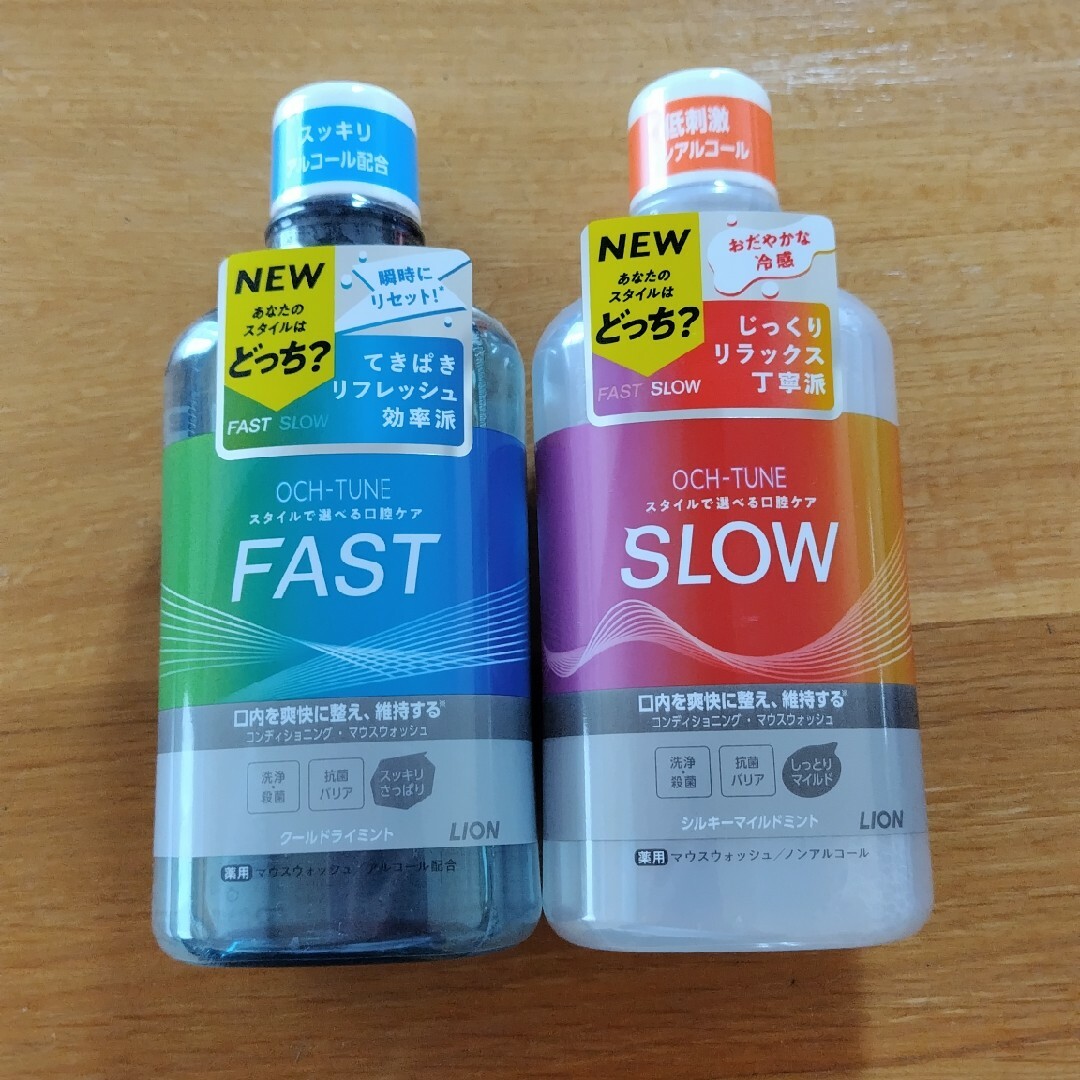 スッキリ
アルコール配合
NEW
あなたの
スタイルは
どっち?
FAST SLOW
瞬時に
リセット!*
てきぱき
リフレッシュ
効率派
OCH-TUNE
スタイルで選べる口腔ケア
FAST
口内を爽快に整え、維持する※
コンディショニング・マウスウォッシュ
洗浄・
殺菌
抗菌
バリア
スッキリ
さっぱり
クールドライミント
LION
薬用 マウスウォッシュ/アルコール配合
低刺激
ノンアルコール
NEW
あなたの
スタイルは
どっち?
FAST SLOW
おだやかな
冷感
じっくり
リラックス
丁寧派
OCH-TUNE
スタイルで選べる口腔ケア
SLOW
口内を爽快に整え、維持する※
コンディショニング・マウスウォッシュ
洗浄・
殺菌
抗菌
バリア
しっとり
マイルド
シルキーマイルドミント
LION
薬用 マウスウォッシュ/ノンアルコール